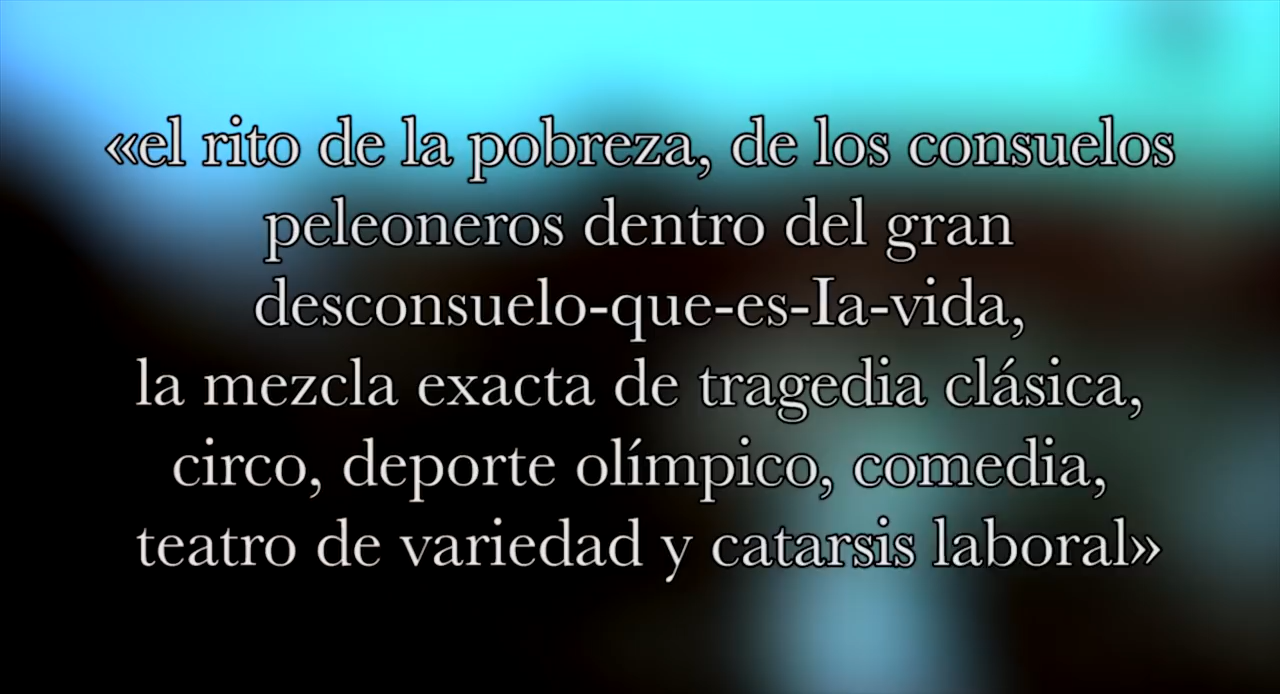 «el rito de la pobreza, de los consuelos
peleoneros dentro del gran
desconsuelo-que-es-Ia-vida,
la mezcla exacta de tragedia clásica,
circo, deporte olímpico, comedia,
teatro de variedad y catarsis laboral»